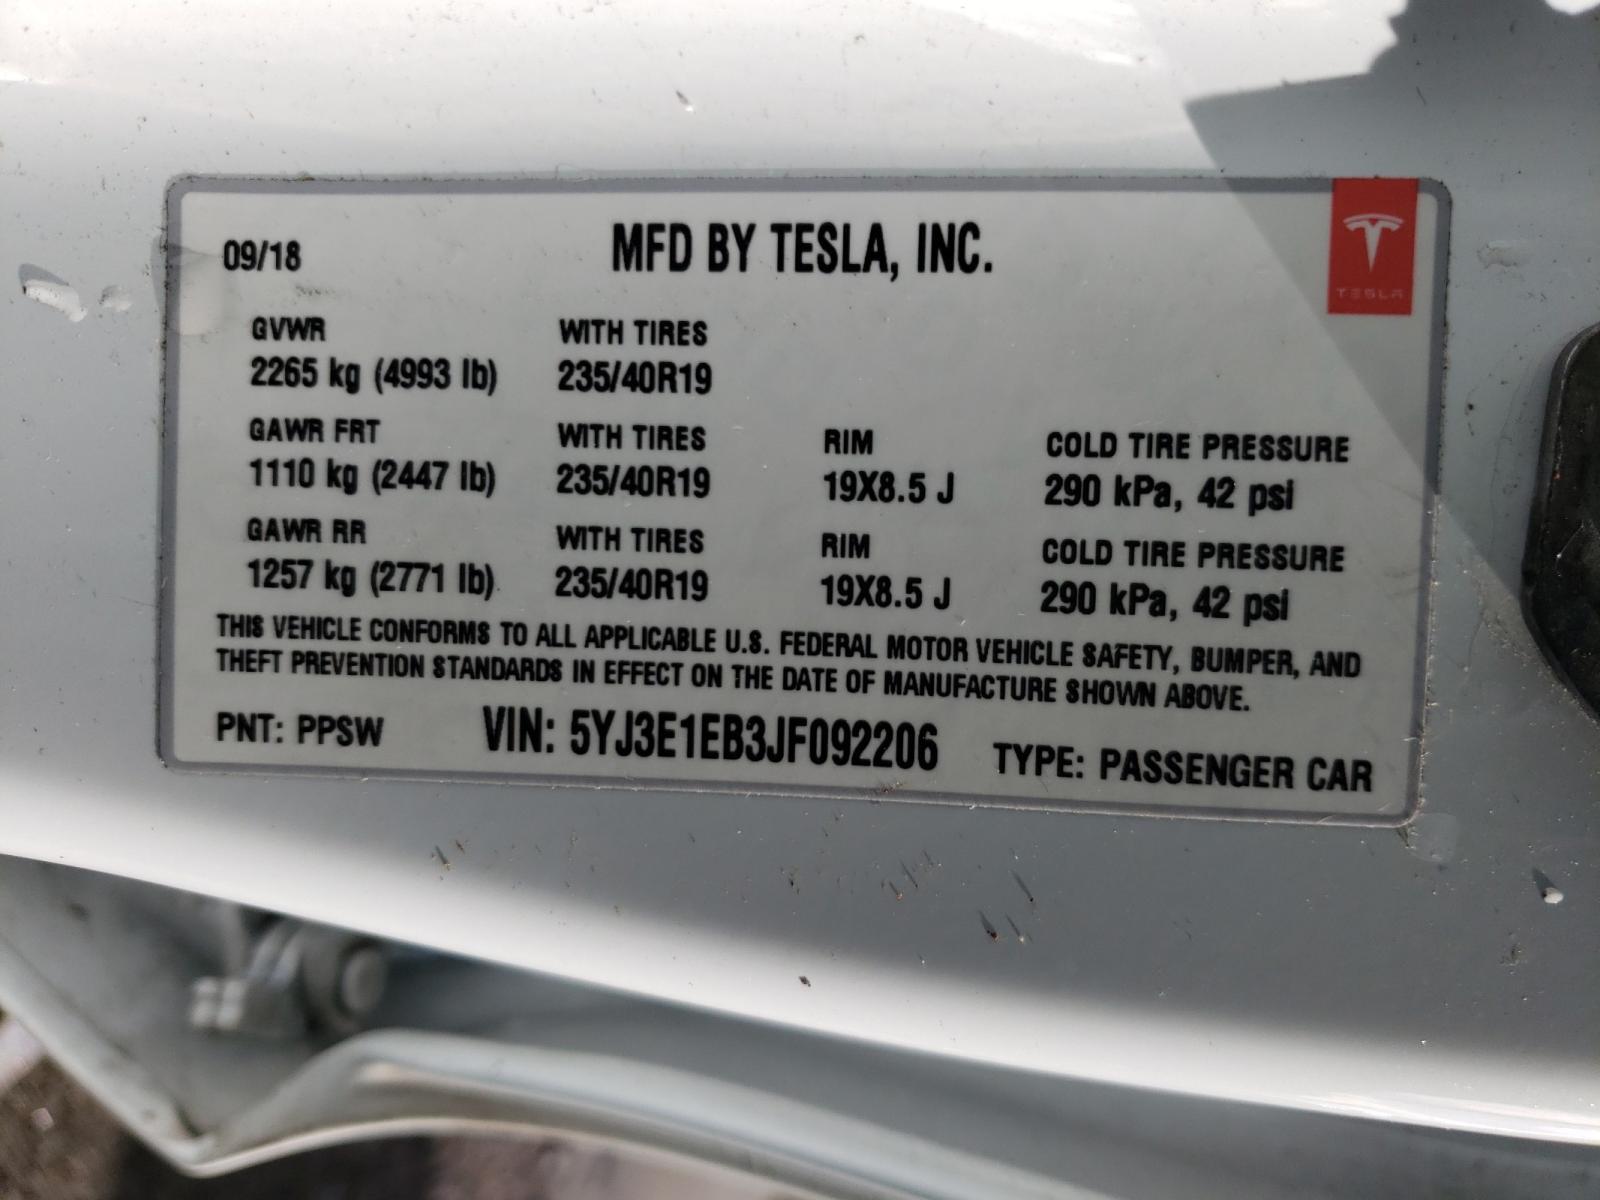 09/18 MFD BY TESLA, INC.
TESLA
GVWR WITH TIRES
2265 kg (4993 lb) 235/40R19
GAWR FRT WITH TIRES RIM COLD TIRE PRESSURE
1110 kg (2447 lb) 235/40R19 19X8.5 J 290 kPa, 42 psi
GAWR RR WITH TIRES RIM COLD TIRE PRESSURE
1257 kg (2771 lb) 235/40R19 19X8.5 J 290 kPa, 42 psi
THIS VEHICLE CONFORMS TO ALL APPLICABLE U.S. FEDERAL MOTOR VEHICLE SAFETY, BUMPER, AND
THEFT PREVENTION STANDARDS IN EFFECT ON THE DATE OF MANUFACTURE SHOWN ABOVE.
PNT: PPSW VIN: 5YJ3E1EB3JF092206 TYPE: PASSENGER CAR